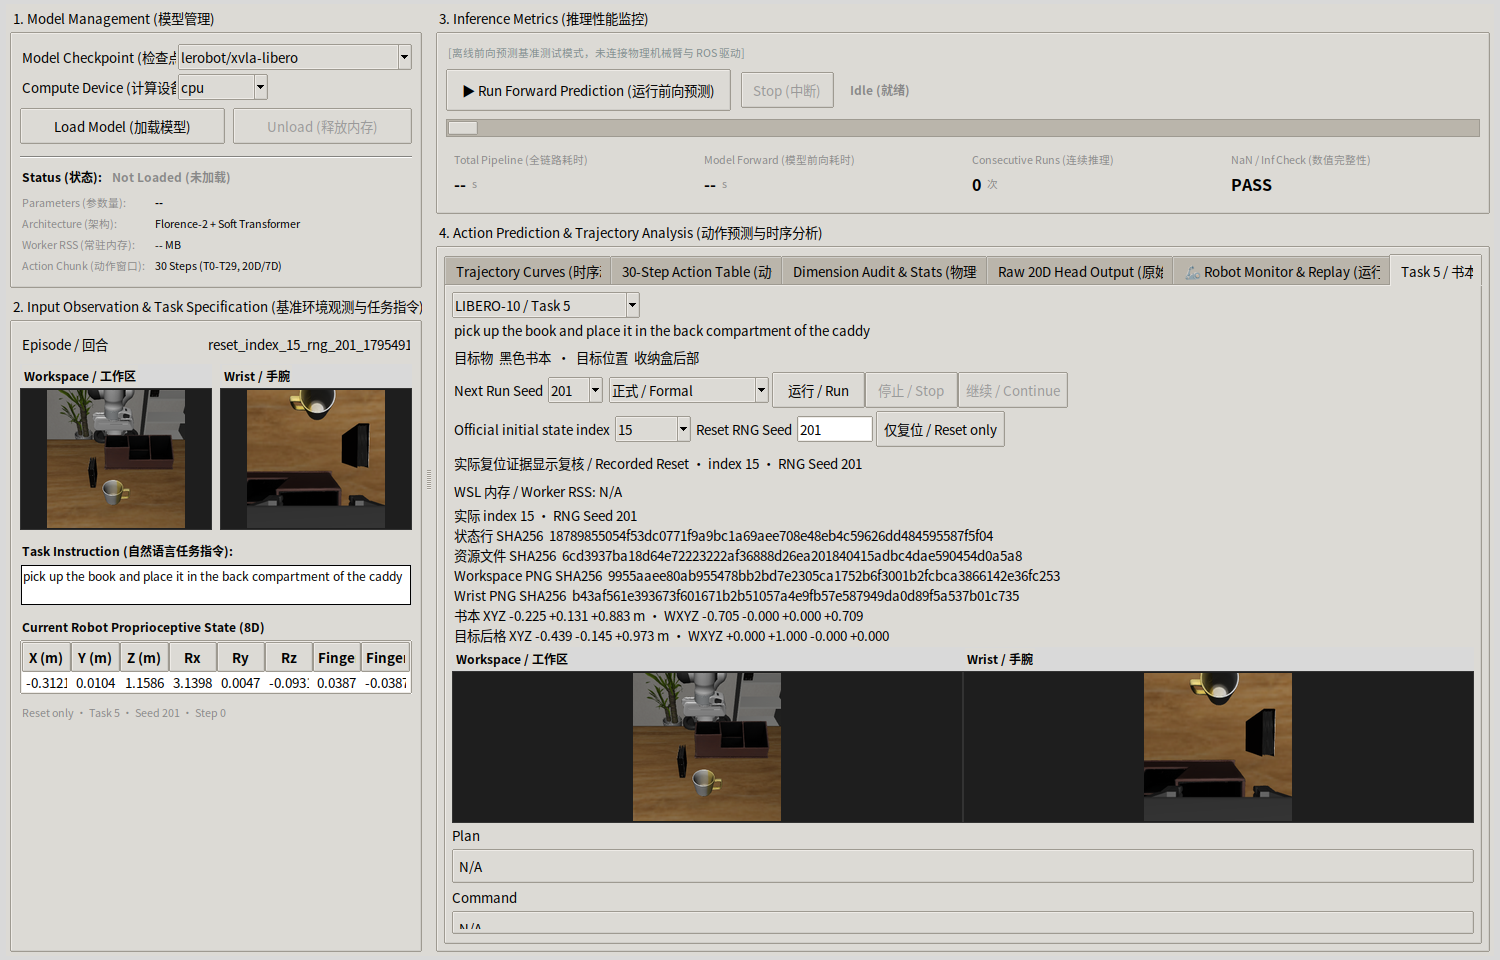 1. Model Management (模型管理)
Model Checkpoint (检查点
lerobot/xvla-libero
Compute Device (计算设备
cpu
Load Model (加载模型)
Unload (释放内存)
Status (状态): Not Loaded (未加载)
Parameters (参数量): --
Architecture (架构): Florence-2 + Soft Transformer
Worker RSS (常驻内存): -- MB
Action Chunk (动作窗口): 30 Steps (T0-T29, 20D/7D)
2. Input Observation & Task Specification (基准环境观测与任务指令)
Episode / 回合
reset_index_15_rng_201_1795491
Workspace / 工作区
Wrist / 手腕
Task Instruction (自然语言任务指令):
pick up the book and place it in the back compartment of the caddy
Current Robot Proprioceptive State (8D)
X (m) Y (m) Z (m) Rx Ry Rz Finge Finger
-0.3121 0.0104 1.1586 3.1398 0.0047 -0.093 0.0387 -0.0387
Reset only · Task 5 · Seed 201 · Step 0
3. Inference Metrics (推理性能监控)
[离线前向预测基准测试模式，未连接物理机械臂与 ROS 驱动]
▶ Run Forward Prediction (运行前向预测)
Stop (中断)
Idle (就绪)
Total Pipeline (全链路耗时) Model Forward (模型前向耗时) Consecutive Runs (连续推理) NaN / Inf Check (数值完整性)
-- s -- s 0 次 PASS
4. Action Prediction & Trajectory Analysis (动作预测与时序分析)
Trajectory Curves (时序
30-Step Action Table (动
Dimension Audit & Stats (物理
Raw 20D Head Output (原始
Robot Monitor & Replay (运行
Task 5 / 书本
LIBERO-10 / Task 5
pick up the book and place it in the back compartment of the caddy
目标物 黑色书本 · 目标位置 收纳盒后部
Next Run Seed 201 正式 / Formal 运行 / Run 停止 / Stop 继续 / Continue
Official initial state index 15 Reset RNG Seed 201 仅复位 / Reset only
实际复位证据显示复核 / Recorded Reset · index 15 · RNG Seed 201
WSL 内存 / Worker RSS: N/A
实际 index 15 · RNG Seed 201
状态行 SHA256 18789855054f53dc0771f9a9bc1a69aee708e48eb4c59626dd484595587f5f04
资源文件 SHA256 6cd3937ba18d64e72223222af36888d26ea201840415adbc4dae590454d0a5a8
Workspace PNG SHA256 9955aaee80ab955478bb2bd7e2305ca1752b6f3001b2fcbca3866142e36fc253
Wrist PNG SHA256 b43af561e393673f601671b2b51057a4e9fb57e587949da0d89f5a537b01c735
书本 XYZ -0.225 +0.131 +0.883 m · WXYZ -0.705 -0.000 +0.000 +0.709
目标后格 XYZ -0.439 -0.145 +0.973 m · WXYZ +0.000 +1.000 -0.000 +0.000
Workspace / 工作区
Wrist / 手腕
Plan
N/A
Command
N/A